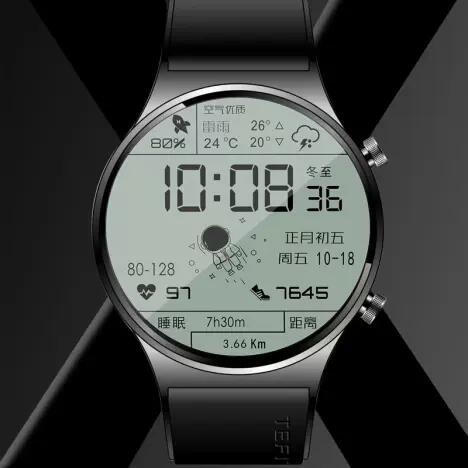 空气优质
雷雨 26°
80% 24 °C 20°
10:08 冬至
36
正月初五
周五 10-18
80-128
97 7645
睡眠 7h30m 距离
3.66 Km